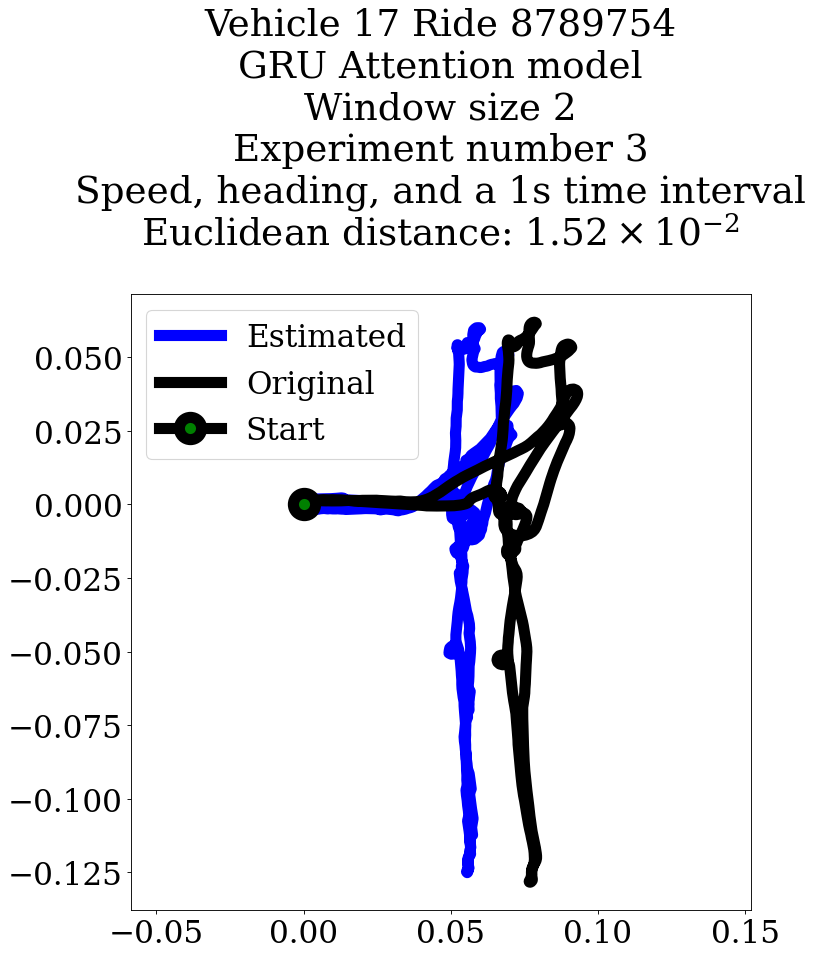 Vehicle 17 Ride 8789754
GRU Attention model
Window size 2
Experiment number 3
Speed, heading, and a 1s time interval
Euclidean distance: 1.52 × 10⁻²
Estimated
Original
Start
0.050
0.025
0.000
−0.025
−0.050
−0.075
−0.100
−0.125
−0.05 0.00 0.05 0.10 0.15